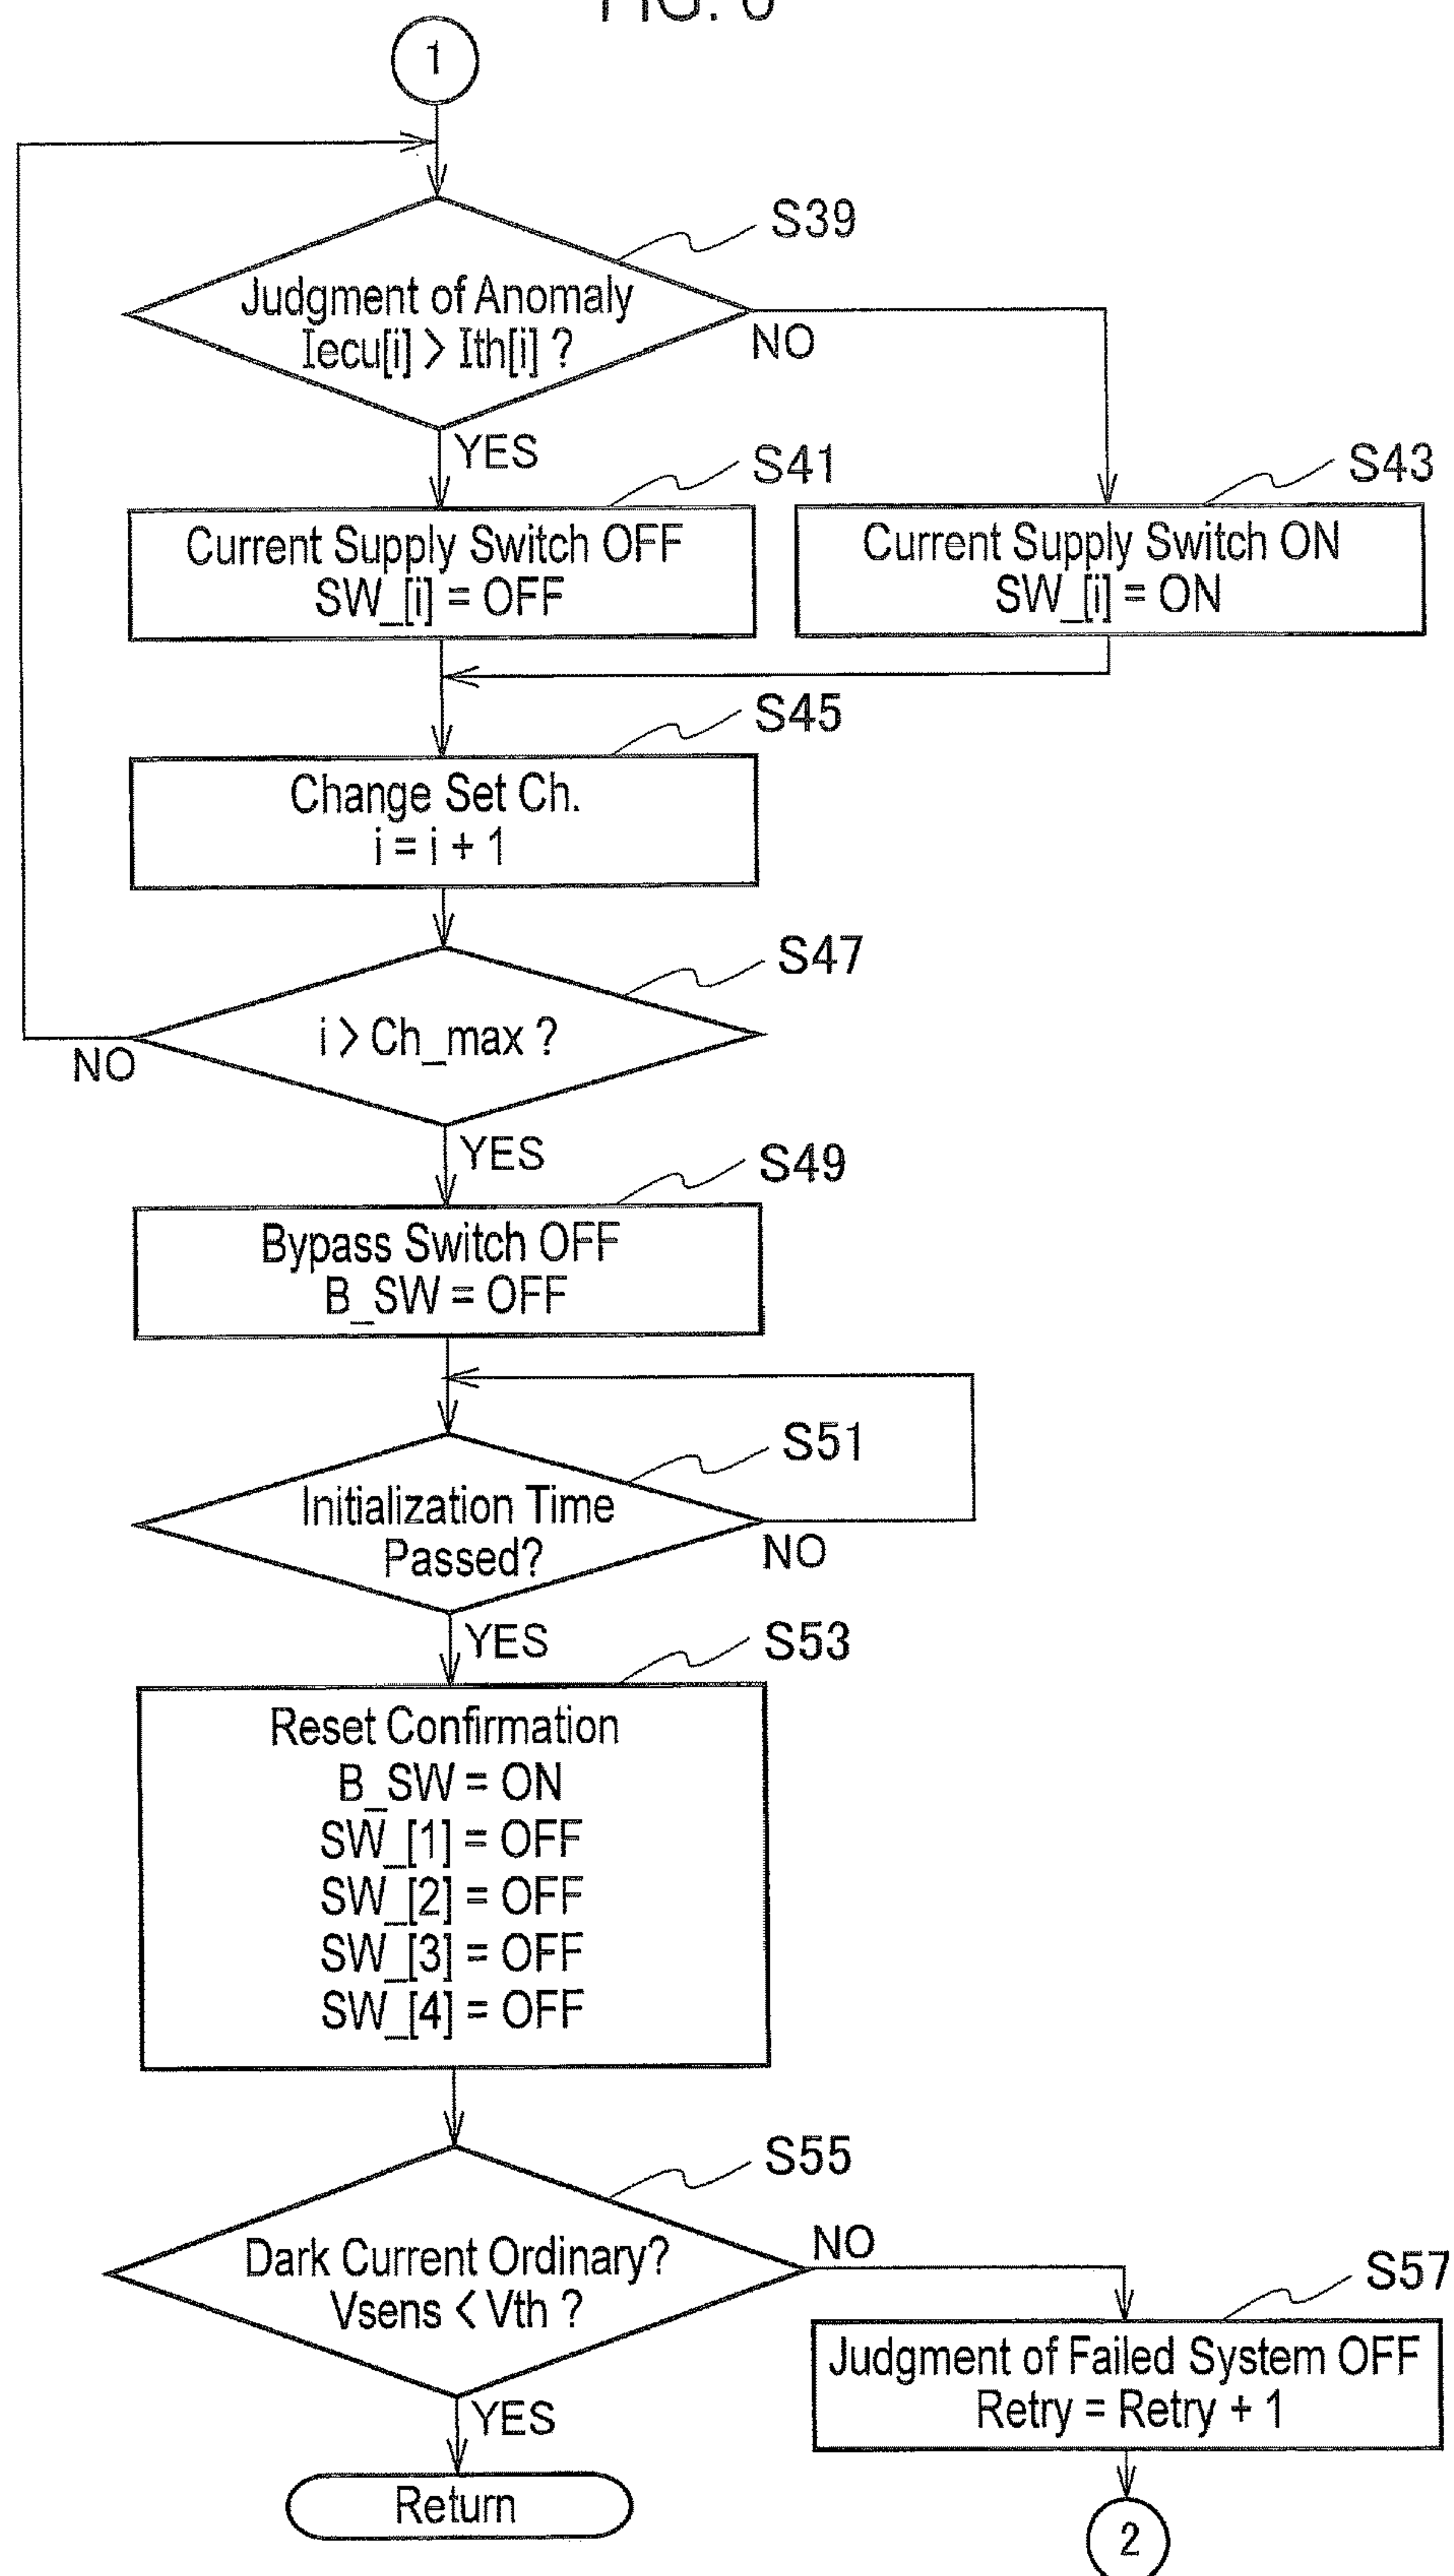 1
S39
Judgment of Anomaly
Iecu[i] > Ith[i] ?
NO
YES
S41
Current Supply Switch OFF
SW_[i] = OFF
S43
Current Supply Switch ON
SW_[i] = ON
S45
Change Set Ch.
i = i + 1
S47
i > Ch_max ?
NO
YES
S49
Bypass Switch OFF
B_SW = OFF
S51
Initialization Time
Passed?
NO
YES
S53
Reset Confirmation
B_SW = ON
SW_[1] = OFF
SW_[2] = OFF
SW_[3] = OFF
SW_[4] = OFF
S55
Dark Current Ordinary?
Vsens < Vth ?
NO
YES
S57
Judgment of Failed System OFF
Retry = Retry + 1
Return
2